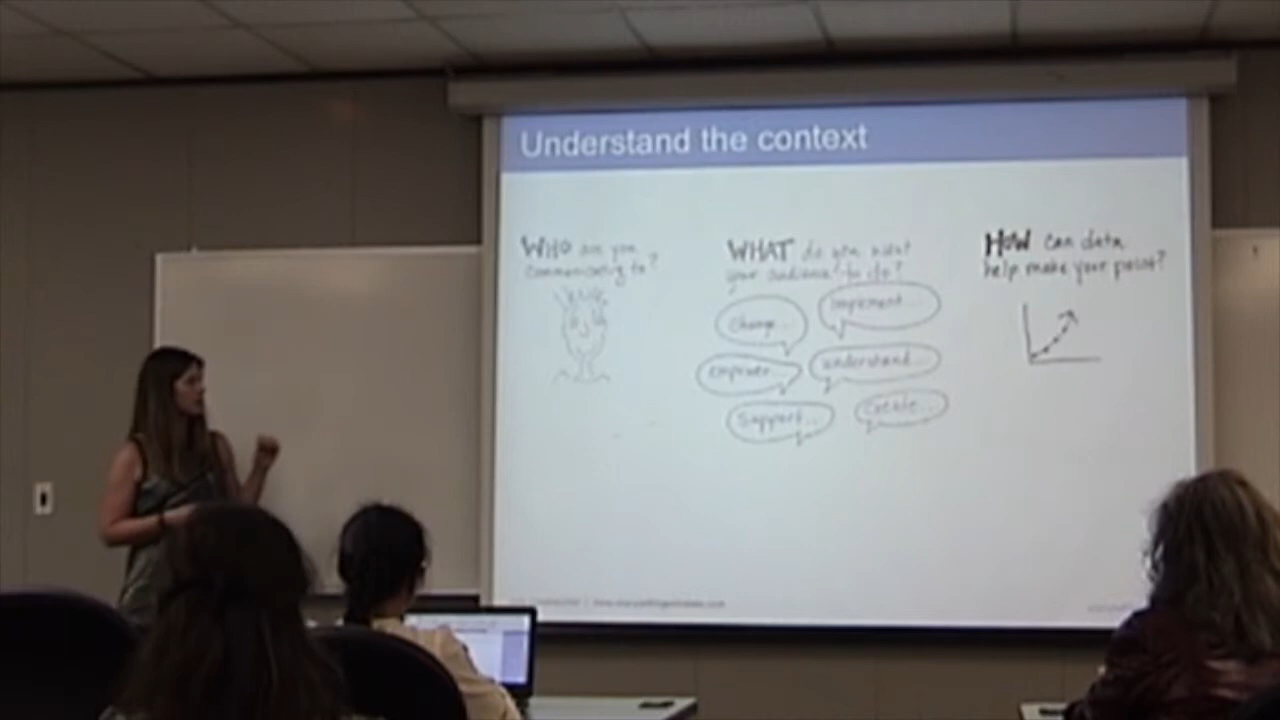 Understand the context
WHO are you
communicating to?
WHAT do you want
your audience to do?
HOW can data
help make your point?
change...
implement...
empower...
understand...
support...
create...